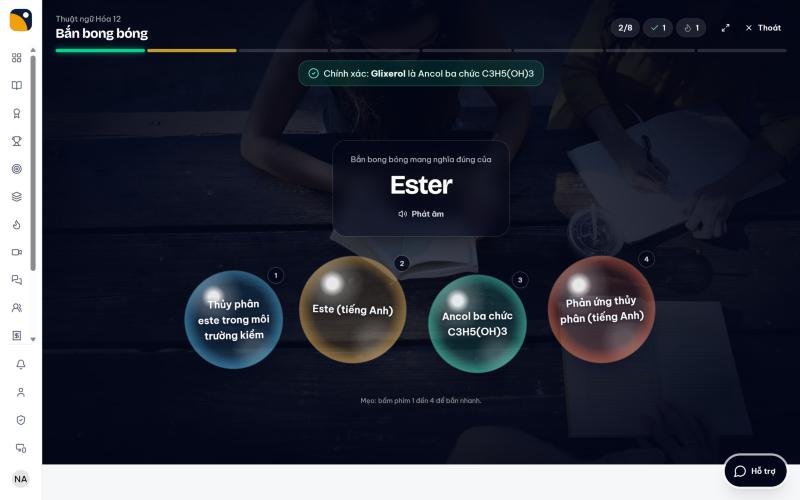 Thuật ngữ Hóa 12
Bắn bong bóng
2/8
1
1
Thoát
Chính xác: Glixerol là Ancol ba chức C3H5(OH)3
Bắn bong bóng mang nghĩa đúng của
Ester
Phát âm
1
Thủy phân
este trong môi
trường kiềm
2
Este (tiếng Anh)
3
Ancol ba chức
C3H5(OH)3
4
Phản ứng thủy
phân (tiếng Anh)
Mẹo: bấm phím 1 đến 4 để bắn nhanh.
NA
Hỗ trợ